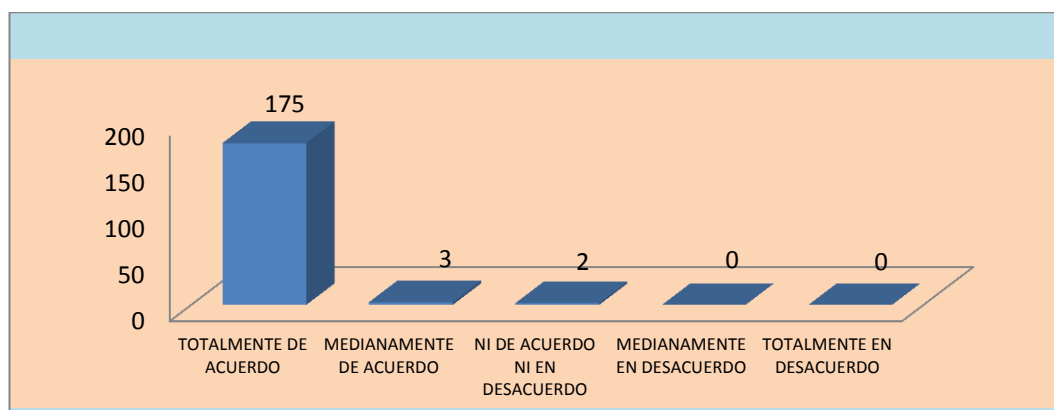 175
200
150
100
50
0
3
2
0
0
TOTALMENTE DE
ACUERDO
MEDIANAMENTE
DE ACUERDO
NI DE ACUERDO
NI EN
DESACUERDO
MEDIANAMENTE
EN DESACUERDO
TOTALMENTE EN
DESACUERDO